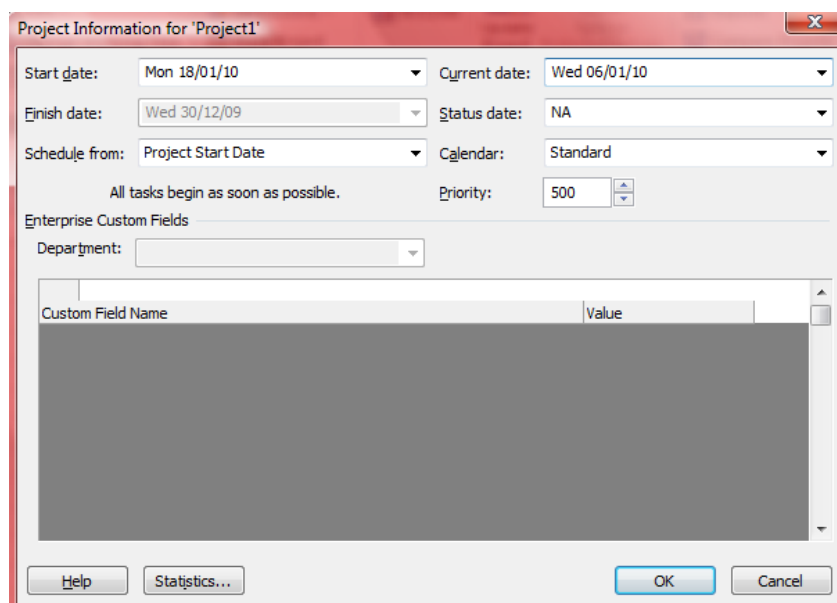 Project Information for 'Project1'
Start date: Mon 18/01/10 Current date: Wed 06/01/10
Finish date: Wed 30/12/09 Status date: NA
Schedule from: Project Start Date Calendar: Standard
All tasks begin as soon as possible. Priority: 500
Enterprise Custom Fields
Department:
Custom Field Name Value
Help Statistics... OK Cancel